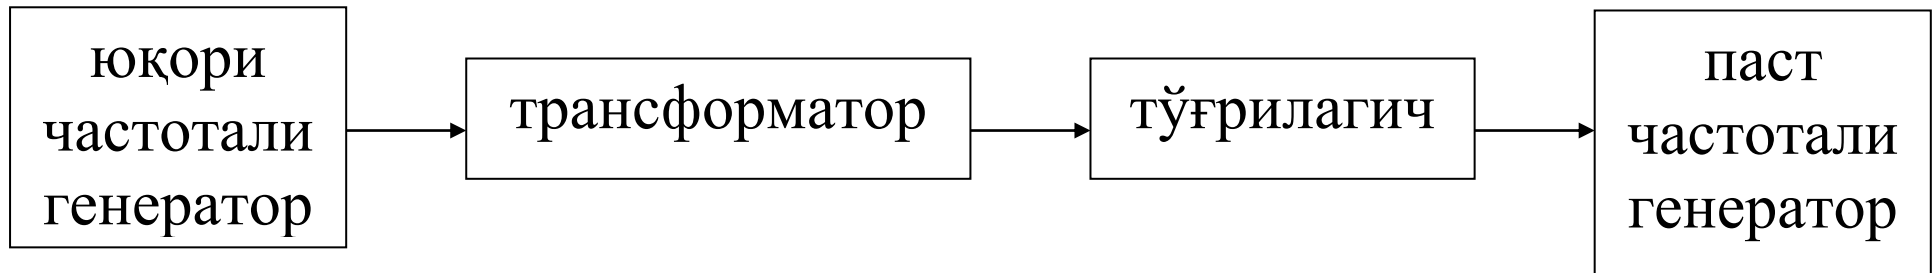 юқори
частотали
генератор
трансформатор
тўғрилагич
паст
частотали
генератор